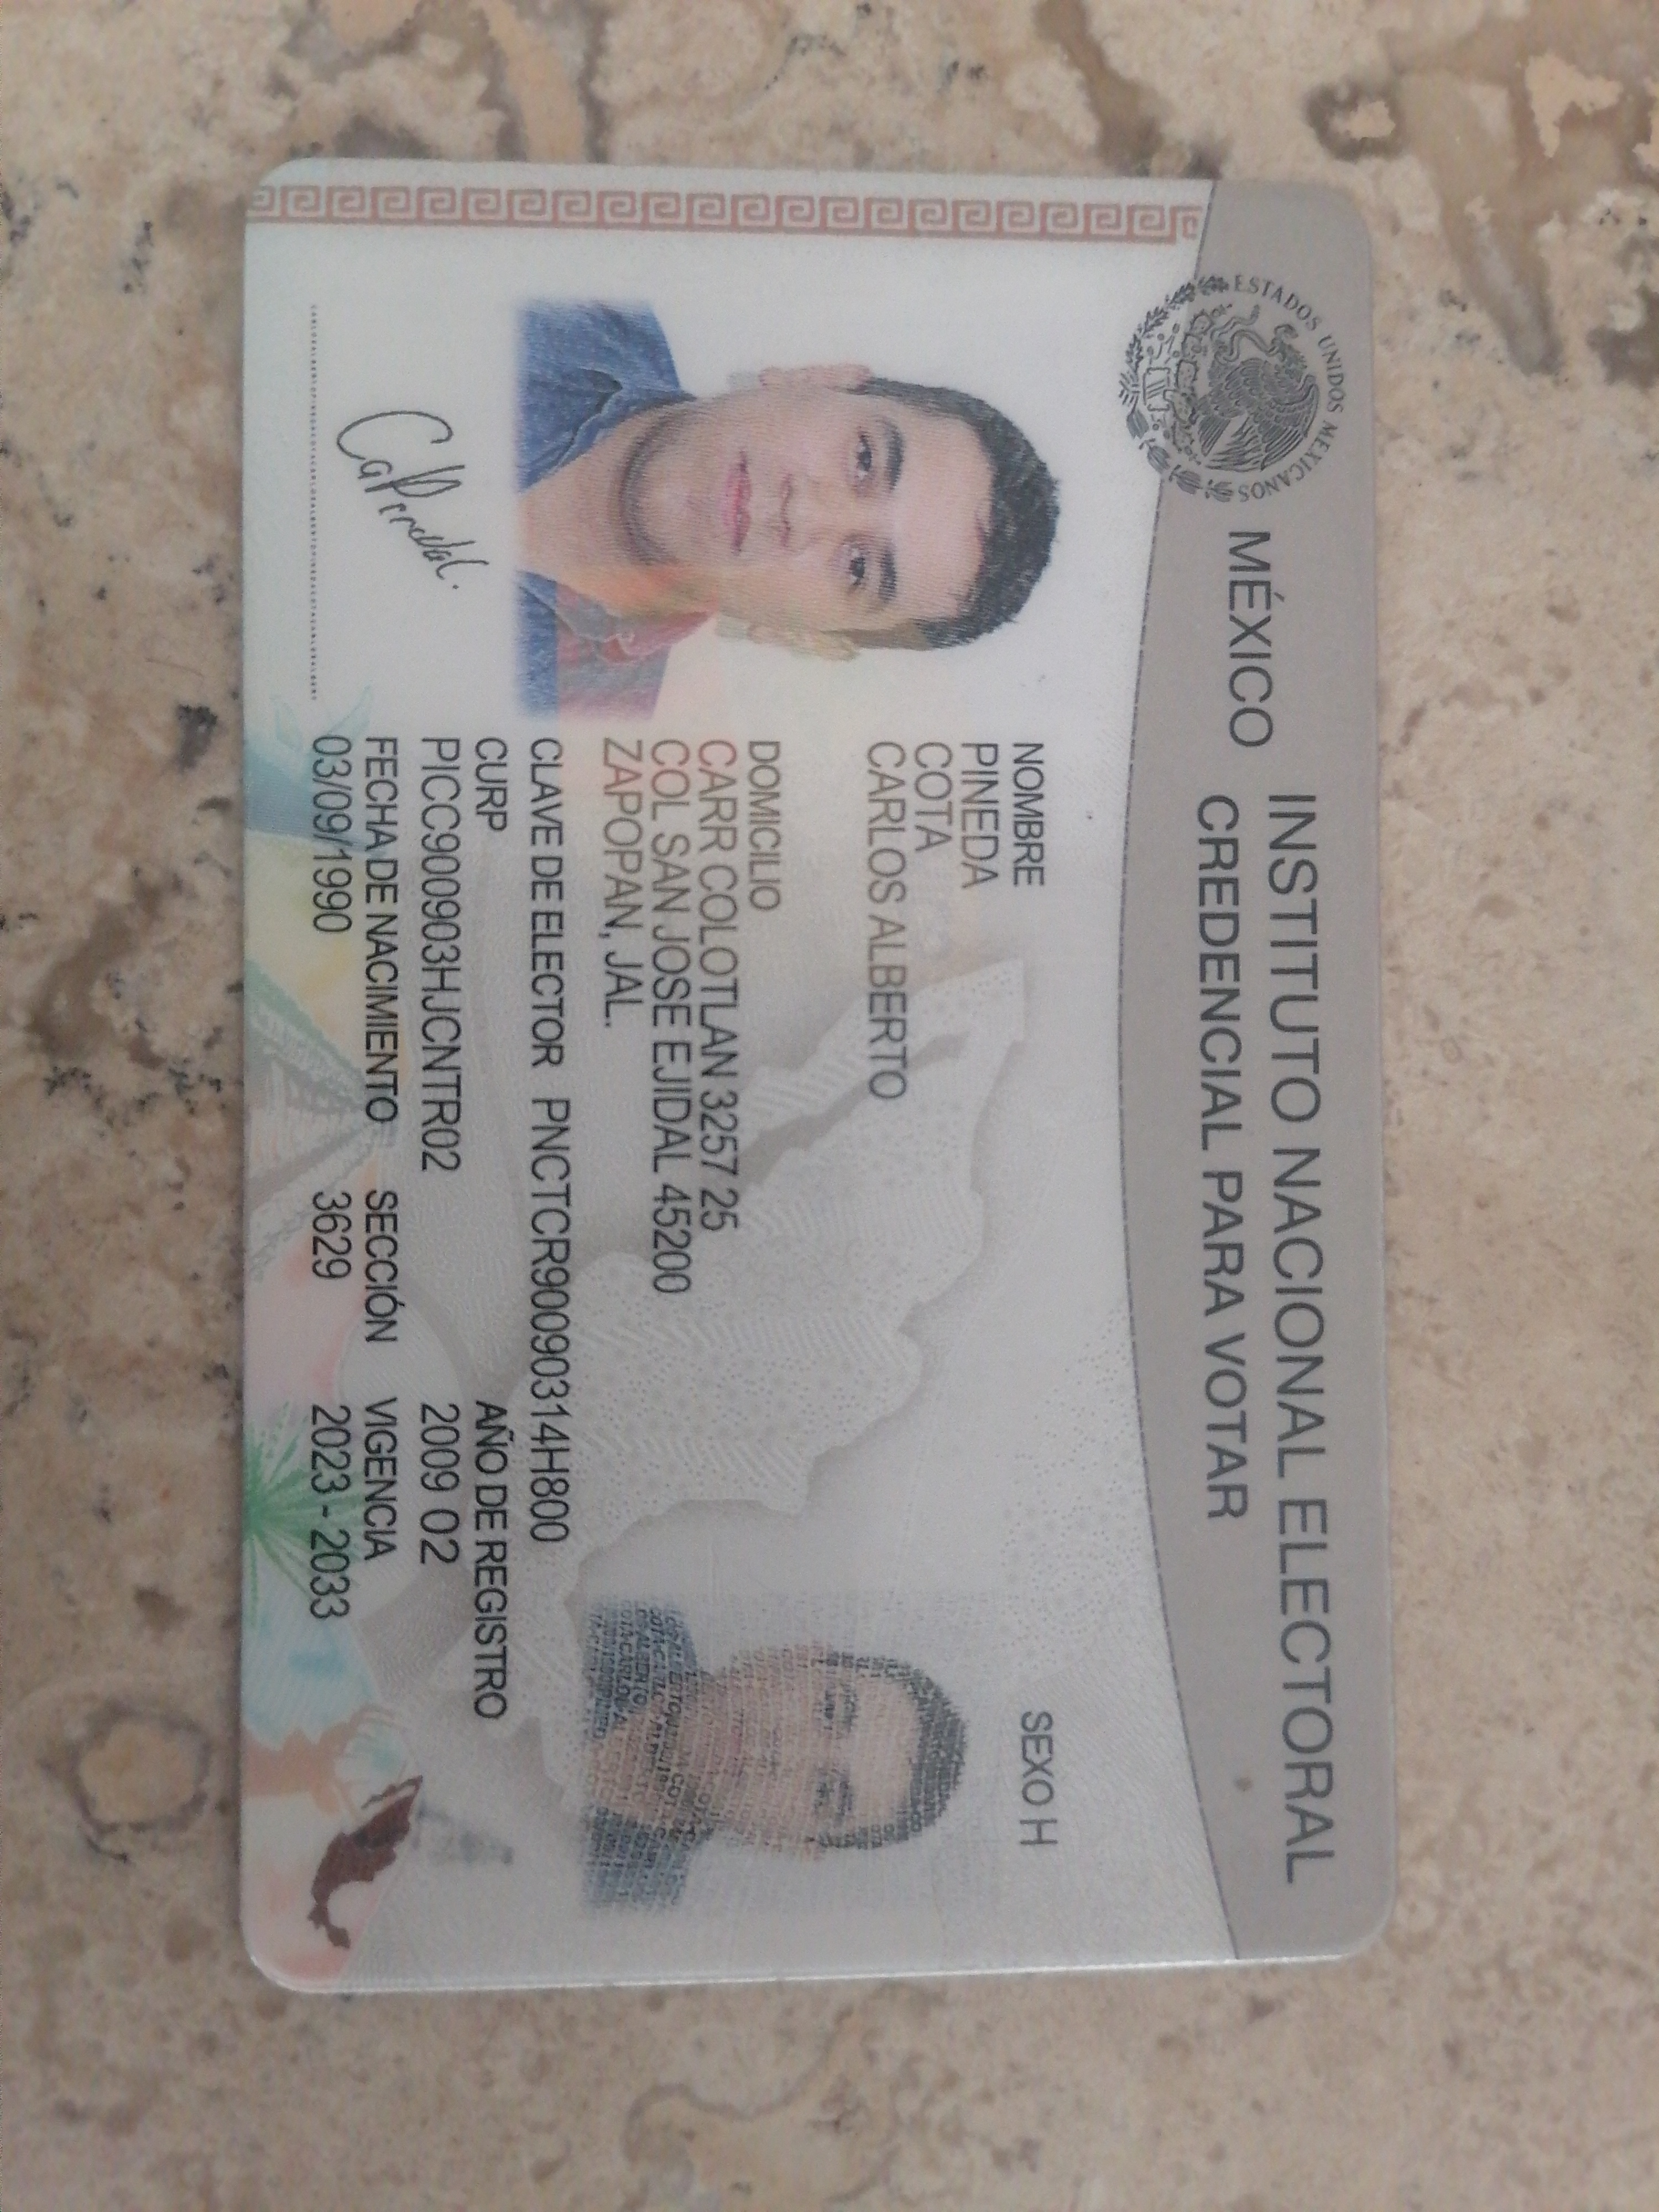 ESTADOS UNIDOS MEXICANOS
MÉXICO
INSTITUTO NACIONAL ELECTORAL
CREDENCIAL PARA VOTAR
NOMBRE
PINEDA
COTA
CARLOS ALBERTO
SEXO H
DOMICILIO
CARR COLOTLAN 3257 25
COL SAN JOSE EJIDAL 45200
ZAPOPAN, JAL.
CLAVE DE ELECTOR PNCTCR90090314H800
CURP
PICC900903HJCNTR02
AÑO DE REGISTRO
2009 02
FECHA DE NACIMIENTO
03/09/1990
SECCIÓN
3629
VIGENCIA
2023 - 2033